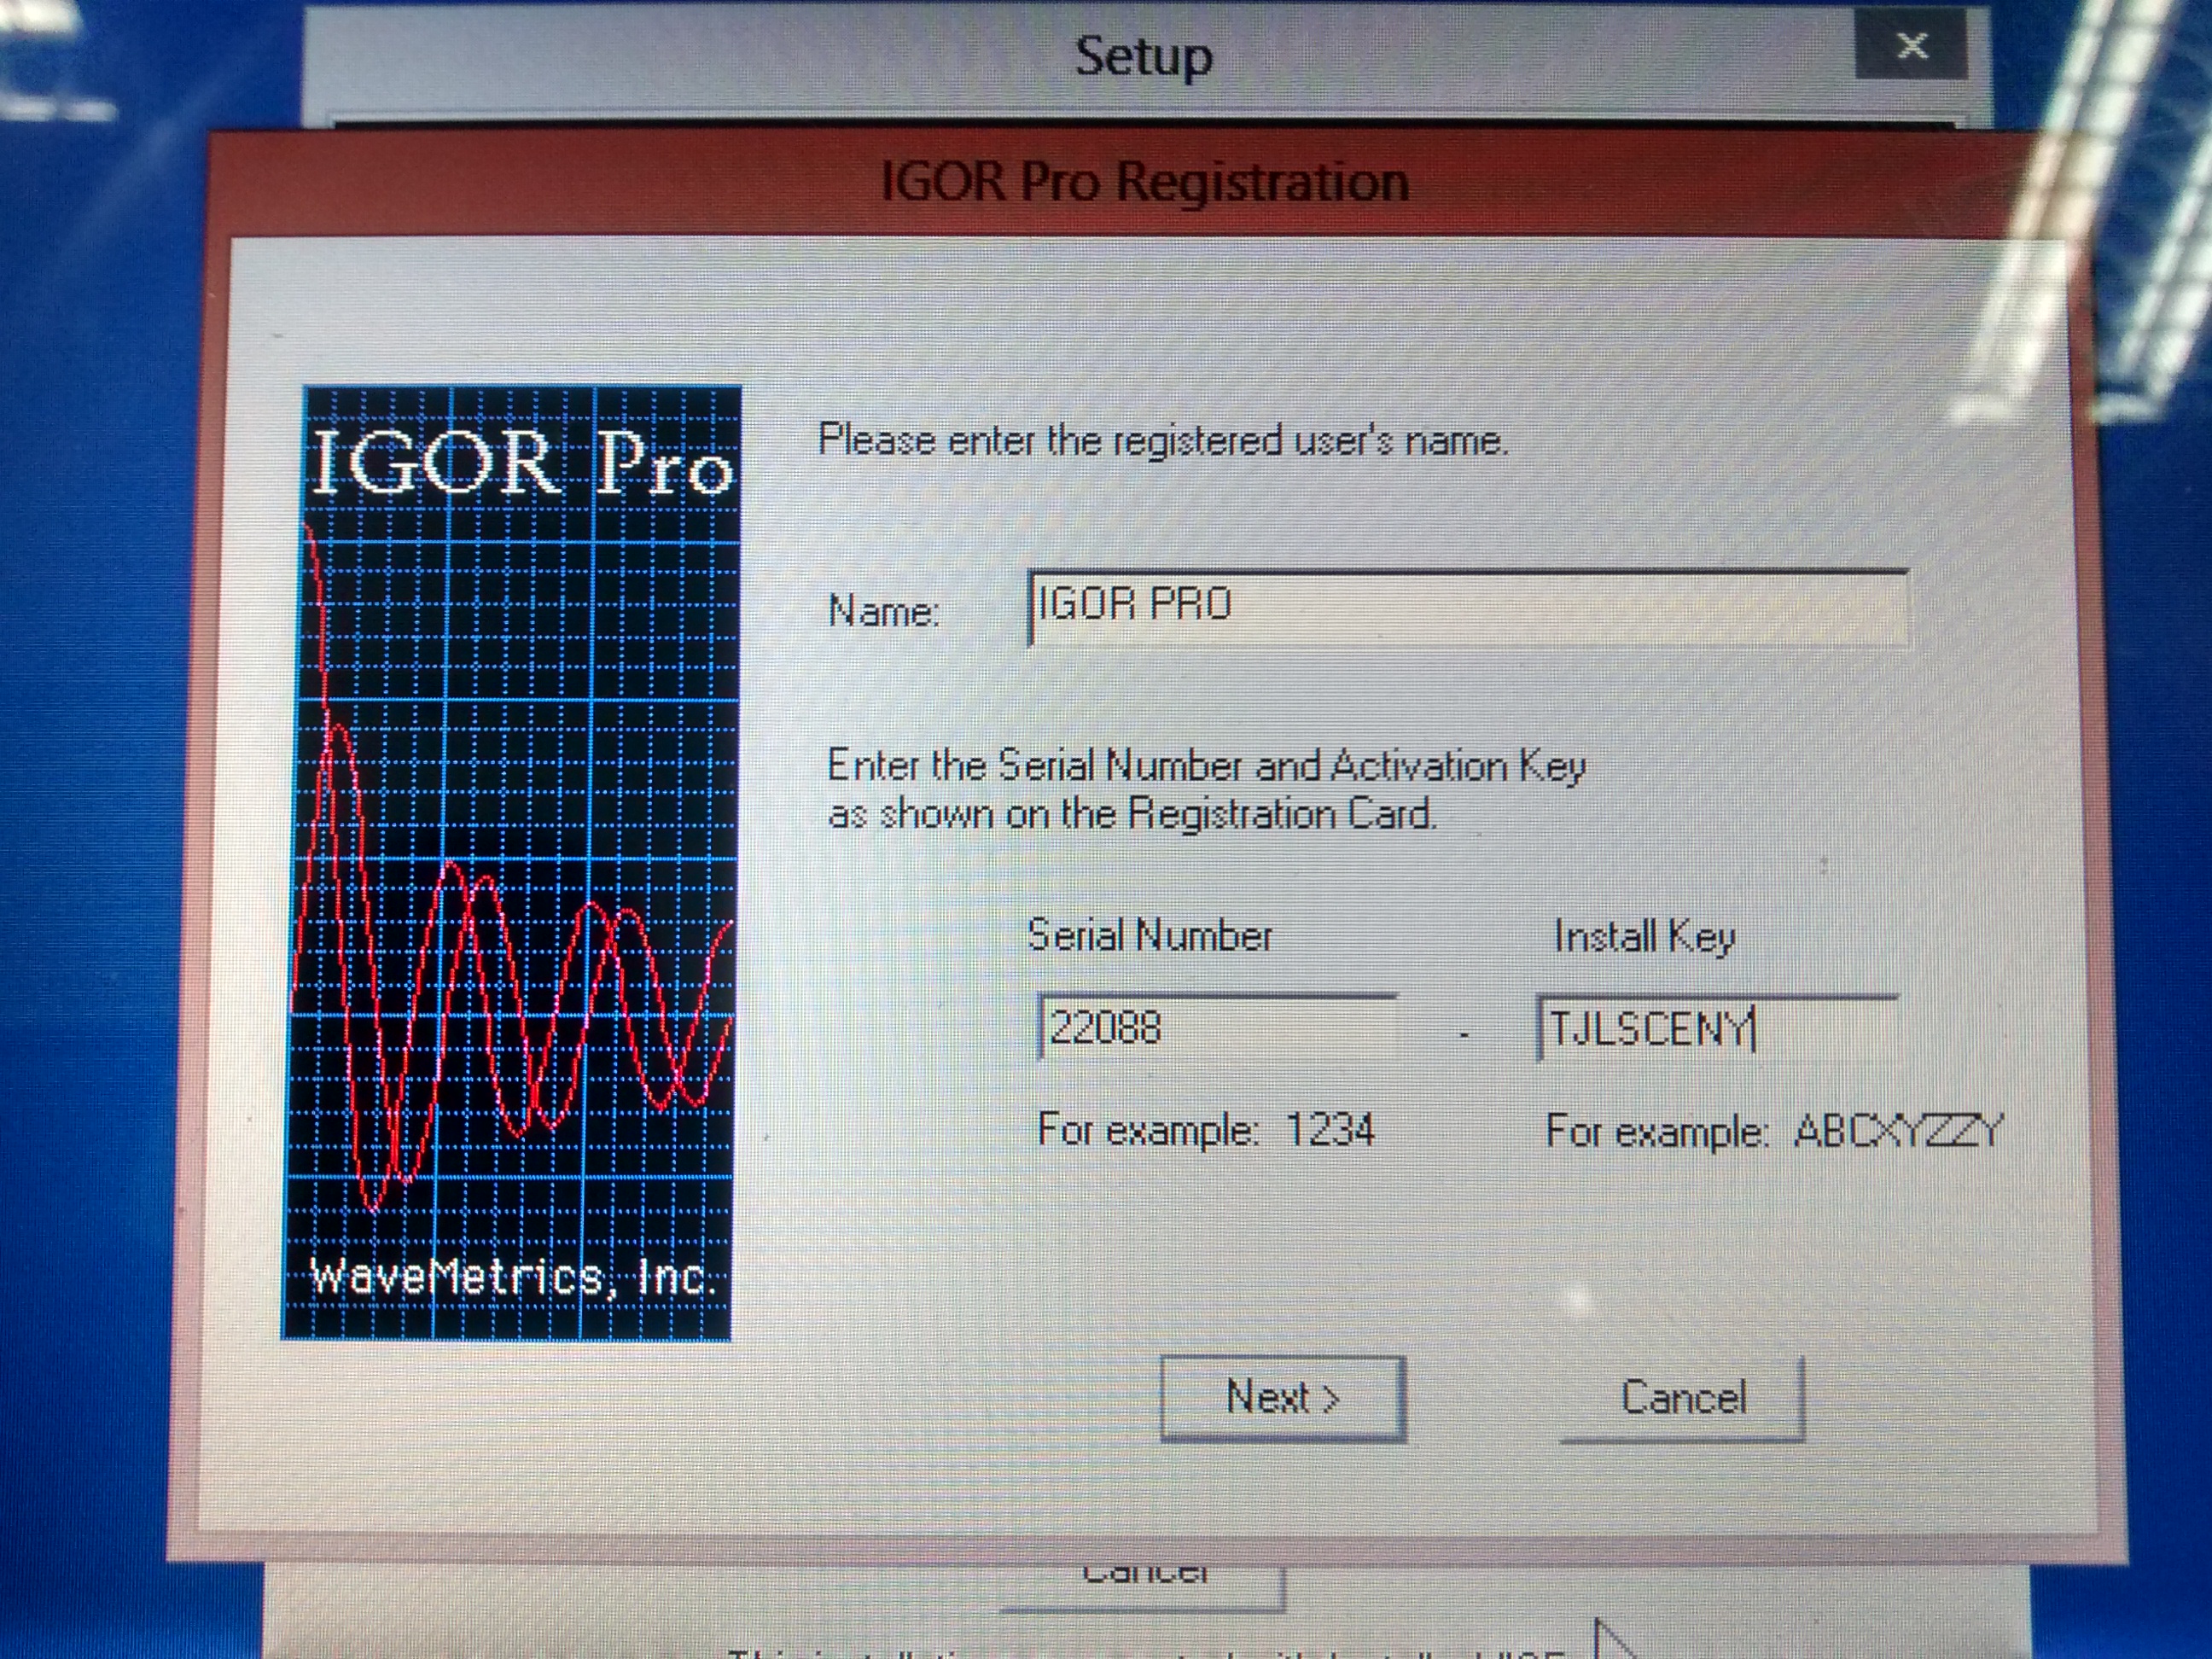 Setup
X
IGOR Pro Registration
IGOR Pro
Please enter the registered user's name.
Name:
IGOR PRO
Enter the Serial Number and Activation Key
as shown on the Registration Card.
Serial Number
Install Key
22088
-
TJLSCENY
For example: 1234
For example: ABCXYZZY
WaveMetrics, Inc.
Next >
Cancel
Cancel